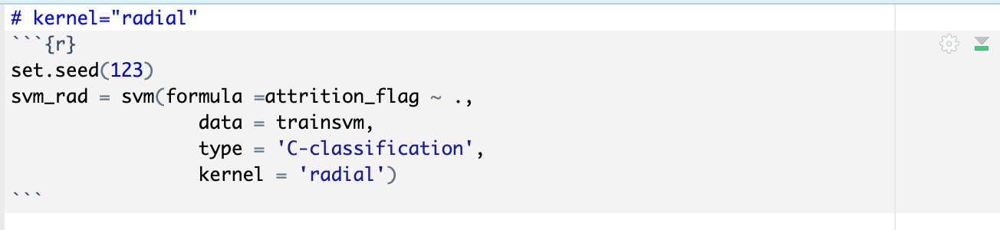 # kernel="radial"
```{r}
set.seed(123)
svm_rad = svm(formula =attrition_flag ~ .,
                 data = trainsvm,
                 type = 'C-classification',
                 kernel = 'radial')
```